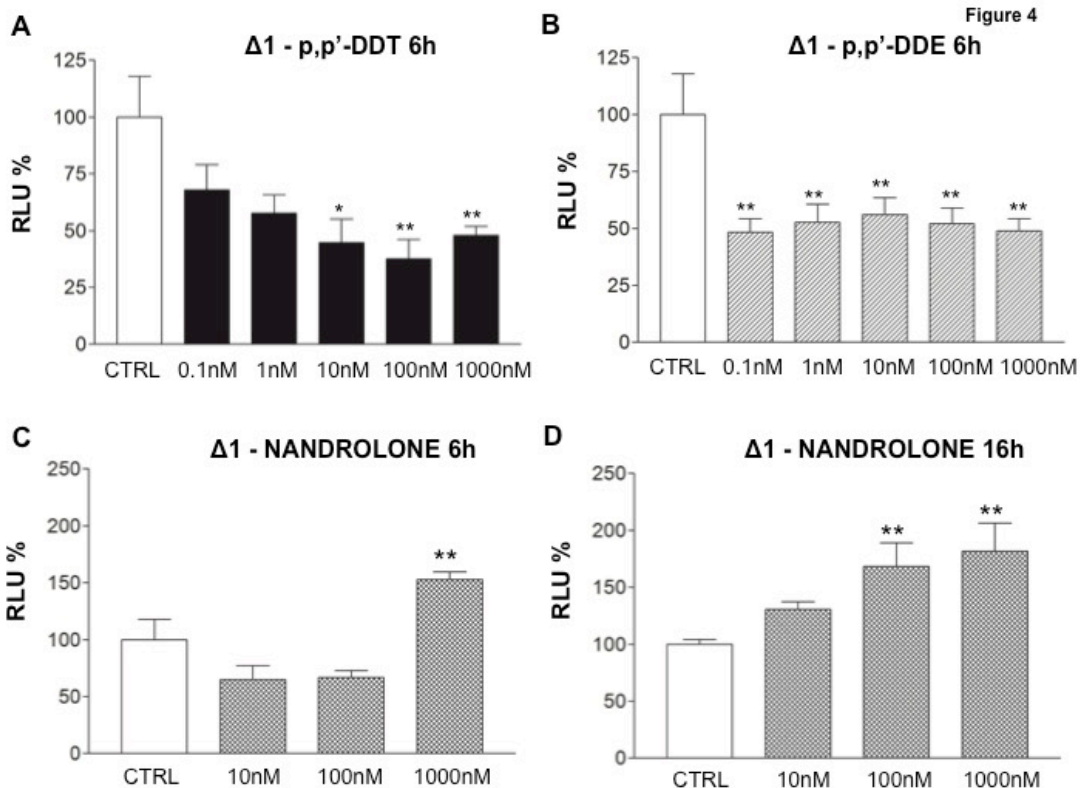 Figure 4
A
Δ1 - p,p’-DDT 6h
RLU %
125
100
75
50
25
0
*
**
**
CTRL 0.1nM 1nM 10nM 100nM 1000nM
B
Δ1 - p,p’-DDE 6h
RLU %
125
100
75
50
25
0
**
**
**
**
**
CTRL 0.1nM 1nM 10nM 100nM 1000nM
C
Δ1 - NANDROLONE 6h
RLU %
250
200
150
100
50
0
**
CTRL 10nM 100nM 1000nM
D
Δ1 - NANDROLONE 16h
RLU %
250
200
150
100
50
0
**
**
CTRL 10nM 100nM 1000nM